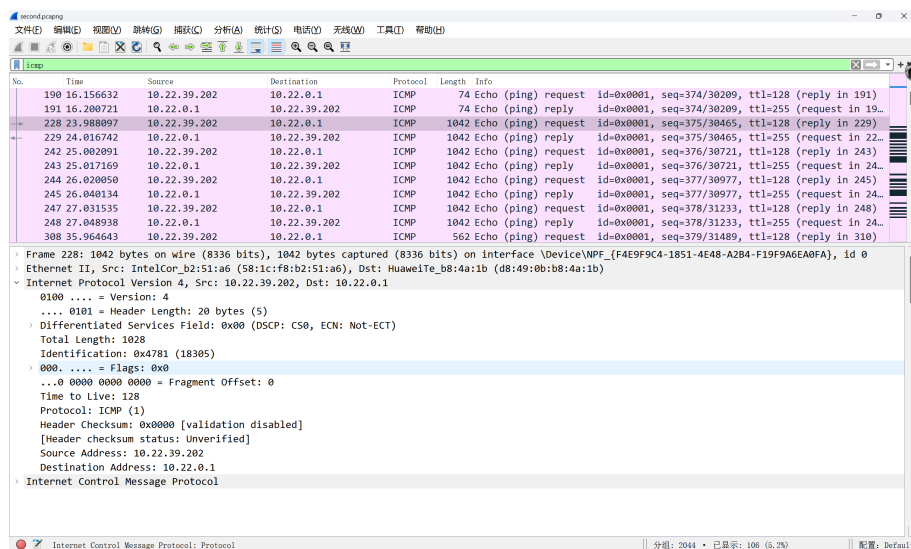 second.pcapng
文件(F) 编辑(E) 视图(V) 跳转(G) 捕获(C) 分析(A) 统计(S) 电话(Y) 无线(W) 工具(T) 帮助(H)
icmp
No. Time Source Destination Protocol Length Info
190 16.156632 10.22.39.202 10.22.0.1 ICMP 74 Echo (ping) request id=0x0001, seq=374/30209, ttl=128 (reply in 191)
191 16.200721 10.22.0.1 10.22.39.202 ICMP 74 Echo (ping) reply id=0x0001, seq=374/30209, ttl=255 (request in 19…
228 23.988097 10.22.39.202 10.22.0.1 ICMP 1042 Echo (ping) request id=0x0001, seq=375/30465, ttl=128 (reply in 229)
229 24.016742 10.22.0.1 10.22.39.202 ICMP 1042 Echo (ping) reply id=0x0001, seq=375/30465, ttl=255 (request in 22…
242 25.002091 10.22.39.202 10.22.0.1 ICMP 1042 Echo (ping) request id=0x0001, seq=376/30721, ttl=128 (reply in 243)
243 25.017169 10.22.0.1 10.22.39.202 ICMP 1042 Echo (ping) reply id=0x0001, seq=376/30721, ttl=255 (request in 24…
244 26.020050 10.22.39.202 10.22.0.1 ICMP 1042 Echo (ping) request id=0x0001, seq=377/30977, ttl=128 (reply in 245)
245 26.040134 10.22.0.1 10.22.39.202 ICMP 1042 Echo (ping) reply id=0x0001, seq=377/30977, ttl=255 (request in 24…
247 27.031535 10.22.39.202 10.22.0.1 ICMP 1042 Echo (ping) request id=0x0001, seq=378/31233, ttl=128 (reply in 248)
248 27.048938 10.22.0.1 10.22.39.202 ICMP 1042 Echo (ping) reply id=0x0001, seq=378/31233, ttl=255 (request in 24…
308 35.964643 10.22.39.202 10.22.0.1 ICMP 562 Echo (ping) request id=0x0001, seq=379/31489, ttl=128 (reply in 310)
Frame 228: 1042 bytes on wire (8336 bits), 1042 bytes captured (8336 bits) on interface \Device\NPF_{F4E9F9C4-1851-4E48-A2B4-F19F9A6EA0FA}, id 0
Ethernet II, Src: IntelCor_b2:51:a6 (58:1c:f8:b2:51:a6), Dst: HuaweiTe_b8:4a:1b (d8:49:0b:b8:4a:1b)
Internet Protocol Version 4, Src: 10.22.39.202, Dst: 10.22.0.1
0100 .... = Version: 4
.... 0101 = Header Length: 20 bytes (5)
Differentiated Services Field: 0x00 (DSCP: CS0, ECN: Not-ECT)
Total Length: 1028
Identification: 0x4781 (18305)
000. .... = Flags: 0x0
...0 0000 0000 0000 = Fragment Offset: 0
Time to Live: 128
Protocol: ICMP (1)
Header Checksum: 0x0000 [validation disabled]
[Header checksum status: Unverified]
Source Address: 10.22.39.202
Destination Address: 10.22.0.1
Internet Control Message Protocol
Internet Control Message Protocol: Protocol 分组: 2044 · 已显示: 106 (5.2%) 配置: Defaul